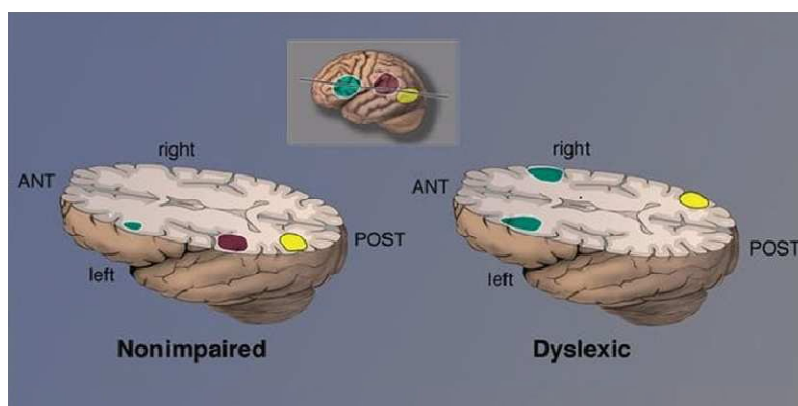 right
ANT
POST
left
Nonimpaired
right
ANT
POST
left
Dyslexic